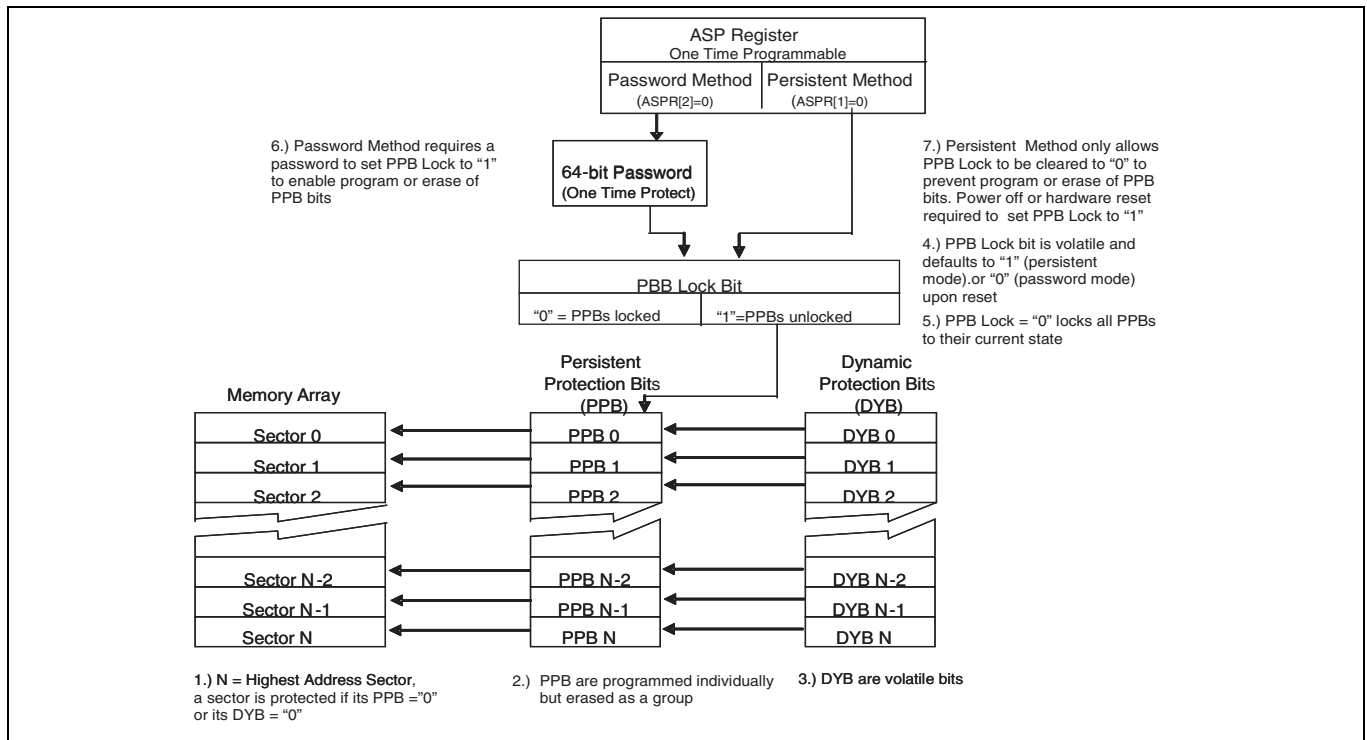 ASP Register
One Time Programmable
Password Method
(ASPR[2]=0)
Persistent Method
(ASPR[1]=0)
6.) Password Method requires a
password to set PPB Lock to “1”
to enable program or erase of
PPB bits
64-bit Password
(One Time Protect)
7.) Persistent Method only allows
PPB Lock to be cleared to “0” to
prevent program or erase of PPB
bits. Power off or hardware reset
required to set PPB Lock to “1”
4.) PPB Lock bit is volatile and
defaults to “1” (persistent
mode).or “0” (password mode)
upon reset
5.) PPB Lock = “0” locks all PPBs
to their current state
PBB Lock Bit
“0” = PPBs locked
“1”=PPBs unlocked
Memory Array
Persistent
Protection Bits
(PPB)
Dynamic
Protection Bits
(DYB)
Sector 0
PPB 0
DYB 0
Sector 1
PPB 1
DYB 1
Sector 2
PPB 2
DYB 2
Sector N-2
PPB N-2
DYB N-2
Sector N-1
PPB N-1
DYB N-1
Sector N
PPB N
DYB N
1.) N = Highest Address Sector,
a sector is protected if its PPB =”0”
or its DYB = “0”
2.) PPB are programmed individually
but erased as a group
3.) DYB are volatile bits